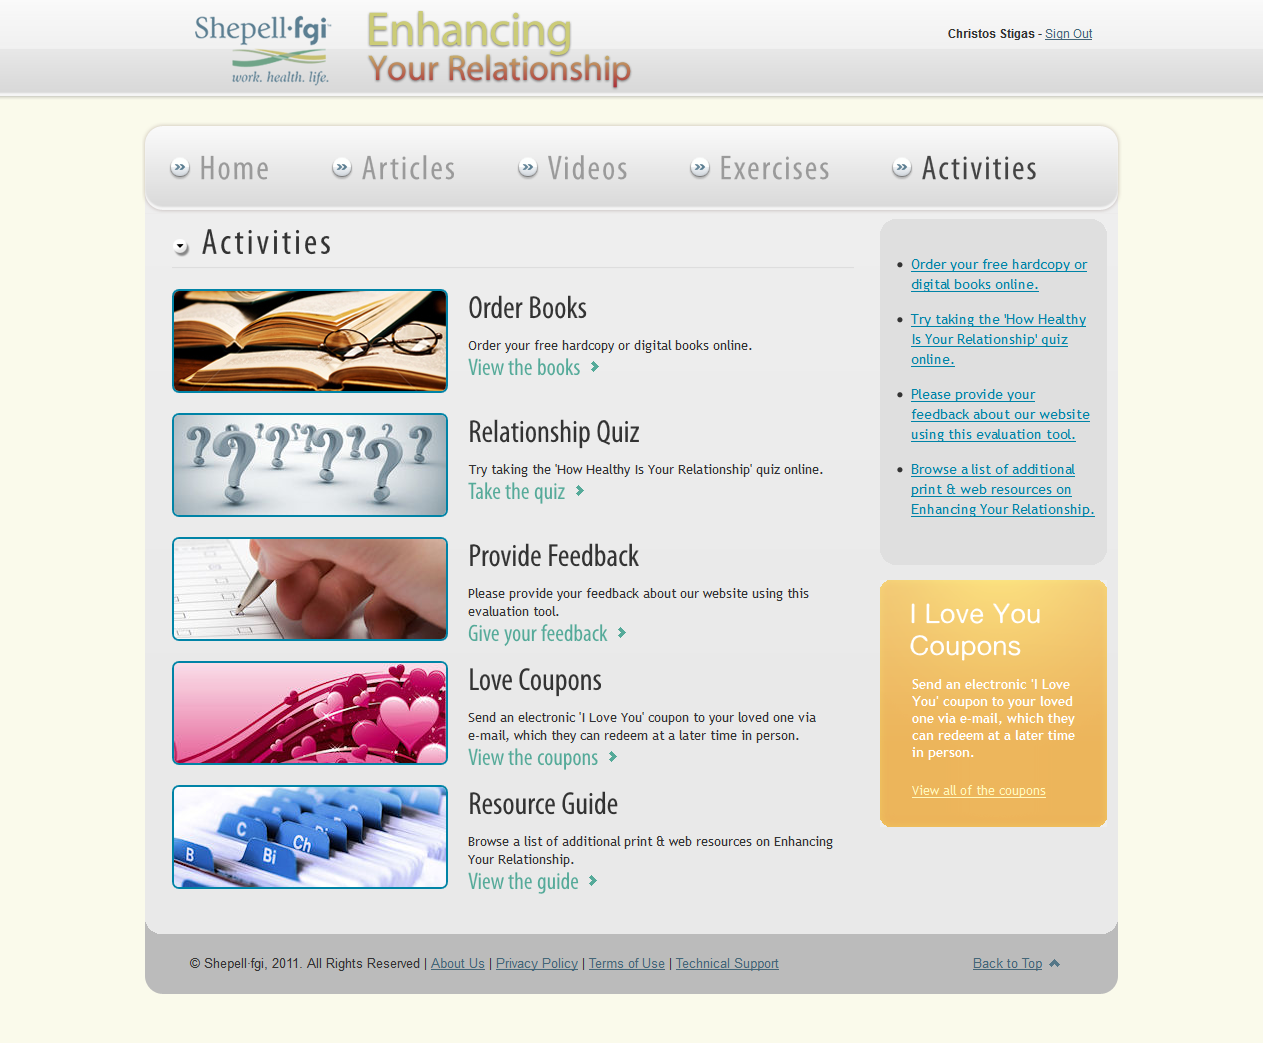 Shepell·fgi
work. health. life.
Enhancing
Your Relationship
Christos Stigas - Sign Out
Home
Articles
Videos
Exercises
Activities
Activities
Order Books
Order your free hardcopy or digital books online.
View the books
Relationship Quiz
Try taking the 'How Healthy Is Your Relationship' quiz online.
Take the quiz
Provide Feedback
Please provide your feedback about our website using this
evaluation tool.
Give your feedback
Love Coupons
Send an electronic 'I Love You' coupon to your loved one via
e-mail, which they can redeem at a later time in person.
View the coupons
C
Ch
B
Bi
Resource Guide
Browse a list of additional print & web resources on Enhancing
Your Relationship.
View the guide
Order your free hardcopy or
digital books online.
Try taking the 'How Healthy
Is Your Relationship' quiz
online.
Please provide your
feedback about our website
using this evaluation tool.
Browse a list of additional
print & web resources on
Enhancing Your Relationship.
I Love You
Coupons
Send an electronic 'I Love
You' coupon to your loved
one via e-mail, which they
can redeem at a later time
in person.
View all of the coupons
© Shepell·fgi, 2011. All Rights Reserved | About Us | Privacy Policy | Terms of Use | Technical Support
Back to Top